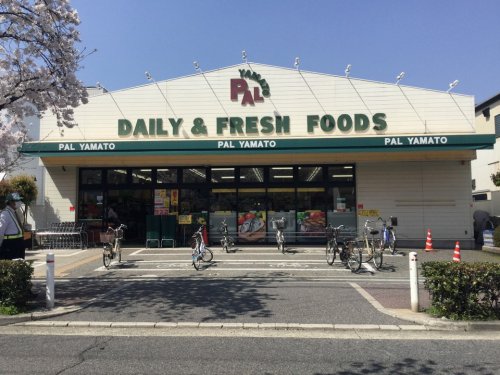 YAMATO
PAL
DAILY & FRESH FOODS
PAL YAMATO PAL YAMATO PAL YAMATO